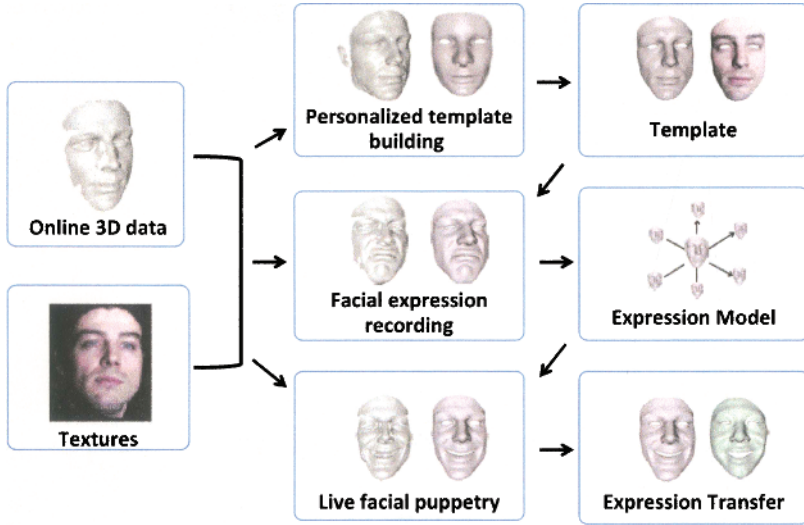 Online 3D data
Textures
Personalized template
building
Template
Facial expression
recording
Expression Model
Live facial puppetry
Expression Transfer